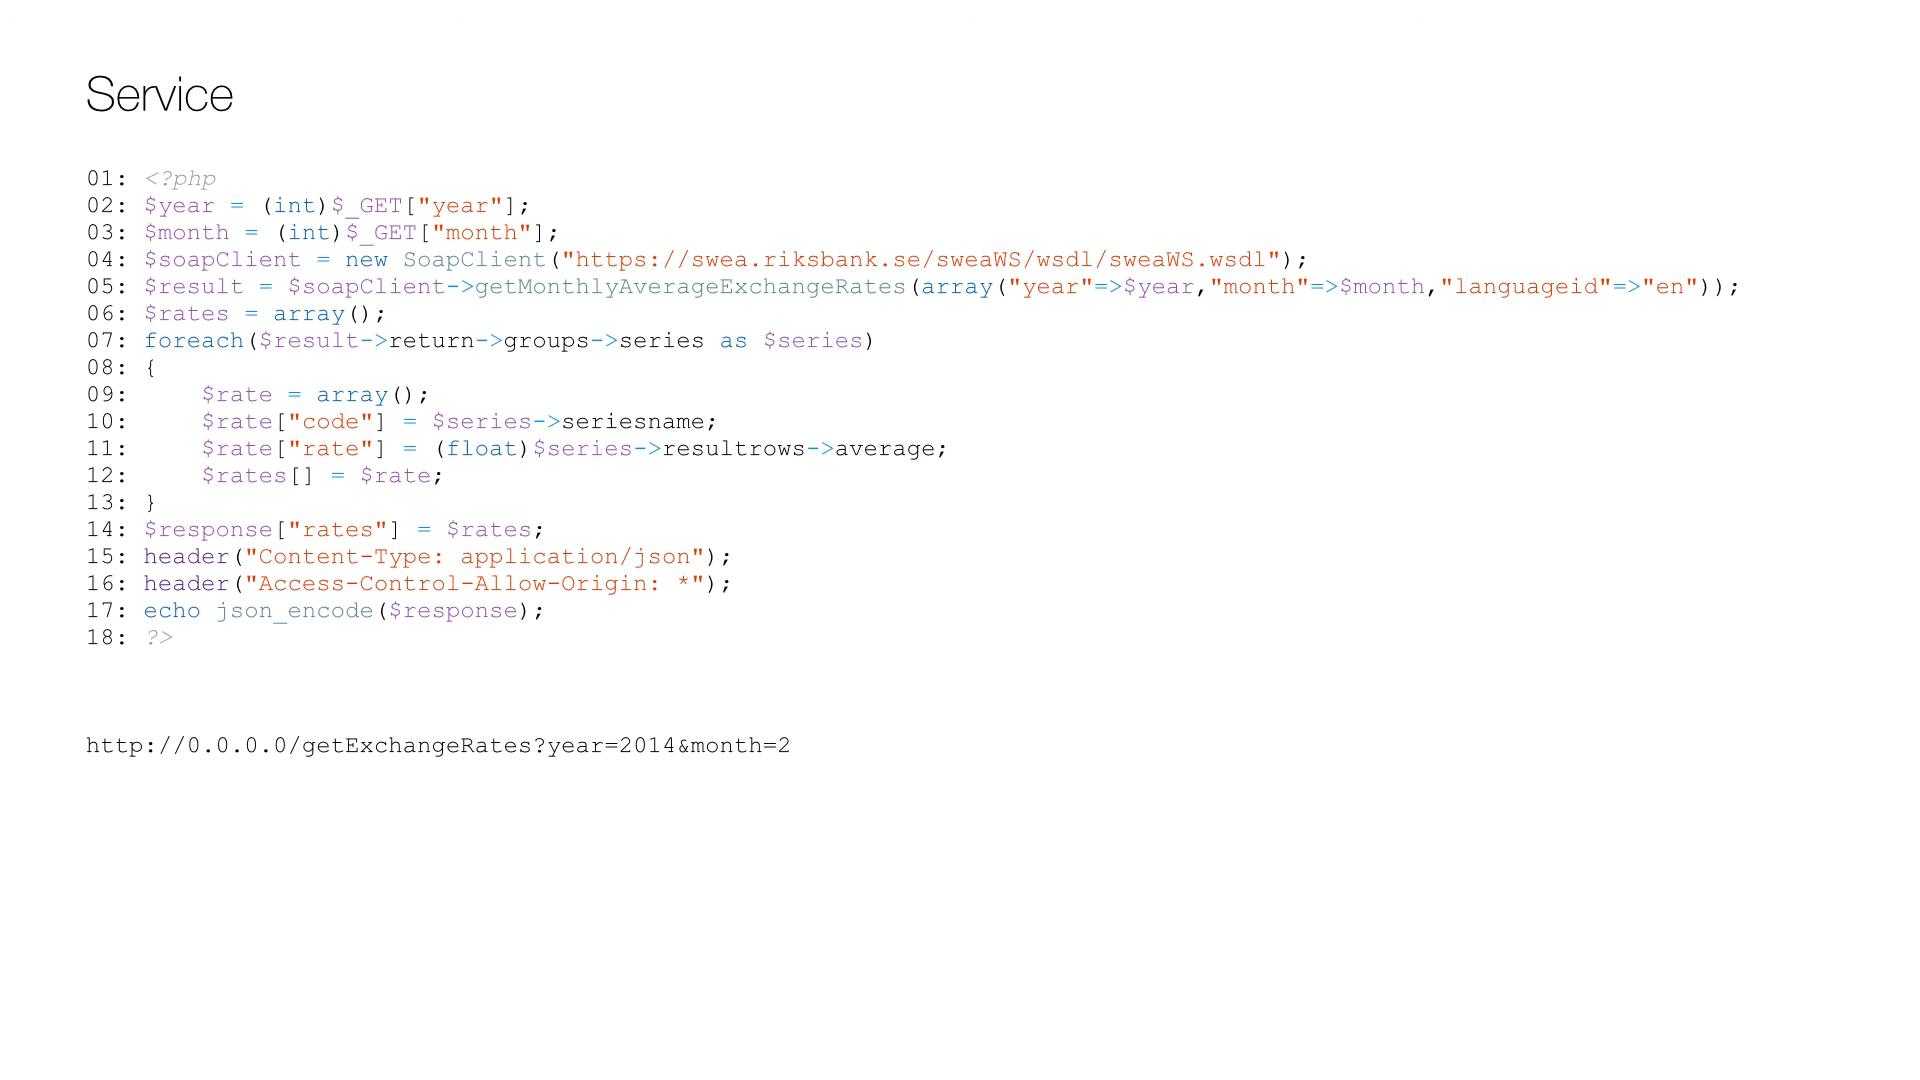 Service
01: <?php
02: $year = (int)$_GET["year"];
03: $month = (int)$_GET["month"];
04: $soapClient = new SoapClient("https://swea.riksbank.se/sweaWS/wsdl/sweaWS.wsdl");
05: $result = $soapClient->getMonthlyAverageExchangeRates(array("year"=>$year,"month"=>$month,"languageid"=>"en"));
06: $rates = array();
07: foreach($result->return->groups->series as $series)
08: {
09:     $rate = array();
10:     $rate["code"] = $series->seriesname;
11:     $rate["rate"] = (float)$series->resultrows->average;
12:     $rates[] = $rate;
13: }
14: $response["rates"] = $rates;
15: header("Content-Type: application/json");
16: header("Access-Control-Allow-Origin: *");
17: echo json_encode($response);
18: ?>
http://0.0.0.0/getExchangeRates?year=2014&month=2